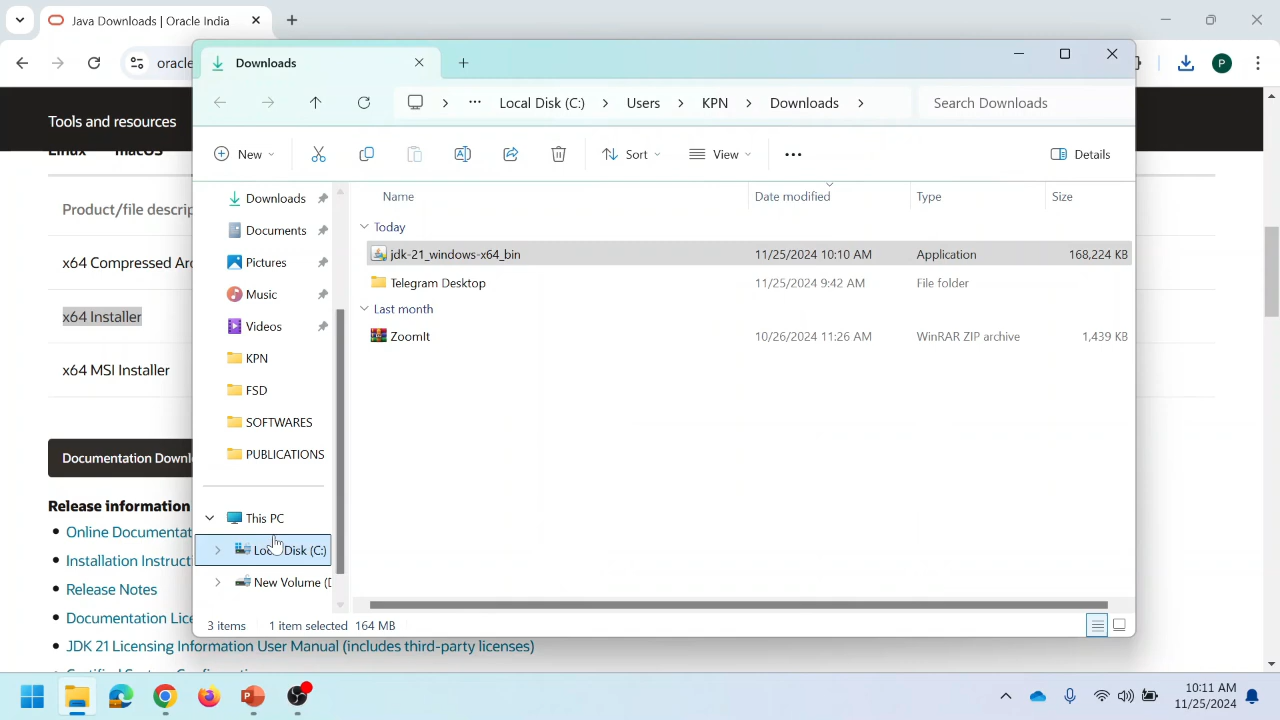 Java Downloads | Oracle India
oracle
P
Downloads
Local Disk (C:) > Users > KPN > Downloads >
Search Downloads
Tools and resources
New
Sort
View
Details
Linux macOS
Product/file descrip
x64 Compressed Arc
x64 Installer
x64 MSI Installer
Documentation Downl
Release information
Online Documentat
Installation Instructi
Release Notes
Documentation Lice
JDK 21 Licensing Information User Manual (includes third-party licenses)
Downloads
Documents
Pictures
Music
Videos
KPN
FSD
SOFTWARES
PUBLICATIONS
This PC
Local Disk (C:)
New Volume (D
Name Date modified Type Size
Today
jdk-21_windows-x64_bin 11/25/2024 10:10 AM Application 168,224 KB
Telegram Desktop 11/25/2024 9:42 AM File folder
Last month
ZoomIt 10/26/2024 11:26 AM WinRAR ZIP archive 1,439 KB
3 items 1 item selected 164 MB
10:11 AM
11/25/2024